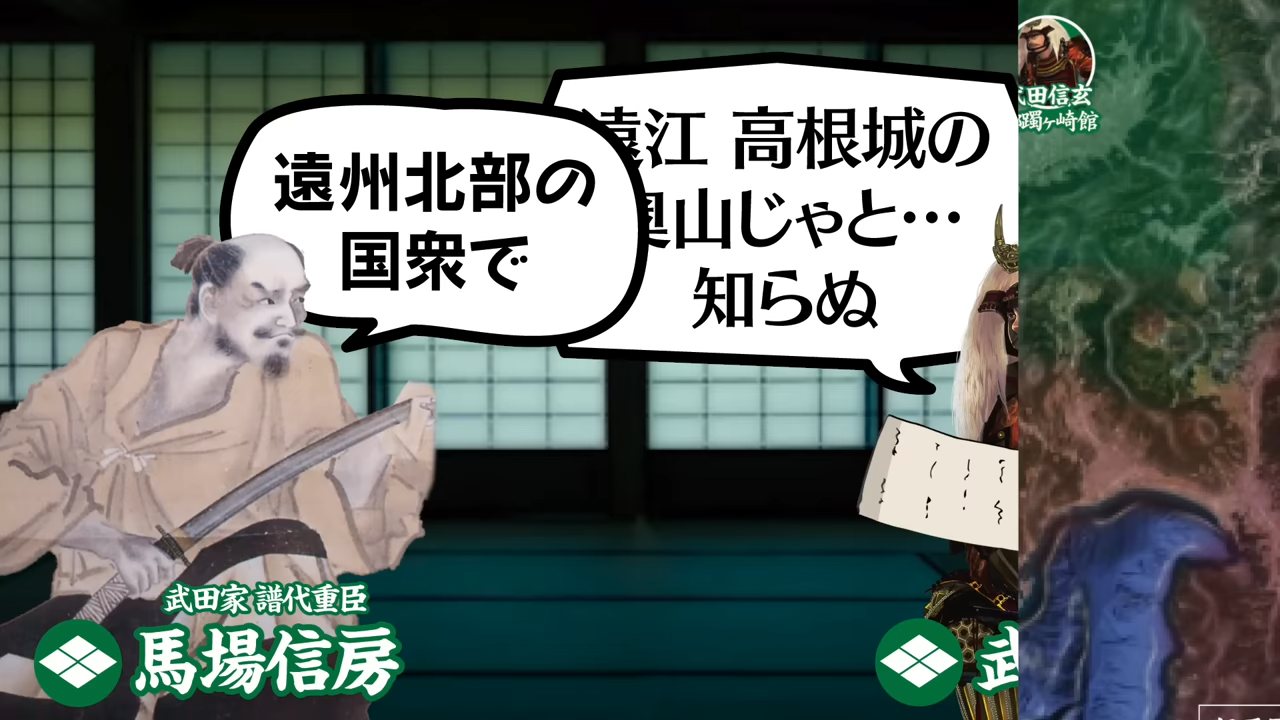 遠州北部の
国衆で
遠江 高根城の
奥山じゃと…
知らぬ
武田信玄
躑躅ヶ崎館
武田家 譜代重臣
馬場信房
武